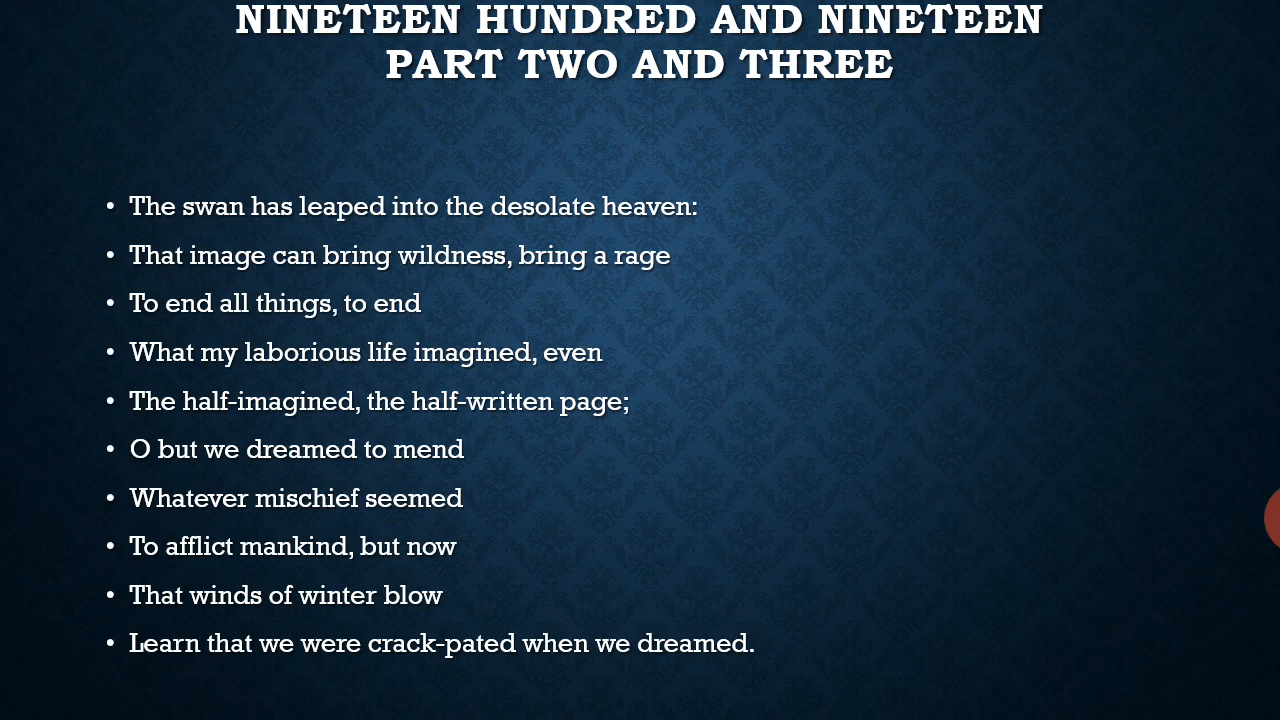 NINETEEN HUNDRED AND NINETEEN
PART TWO AND THREE
• The swan has leaped into the desolate heaven:
• That image can bring wildness, bring a rage
• To end all things, to end
• What my laborious life imagined, even
• The half-imagined, the half-written page;
• O but we dreamed to mend
• Whatever mischief seemed
• To afflict mankind, but now
• That winds of winter blow
• Learn that we were crack-pated when we dreamed.